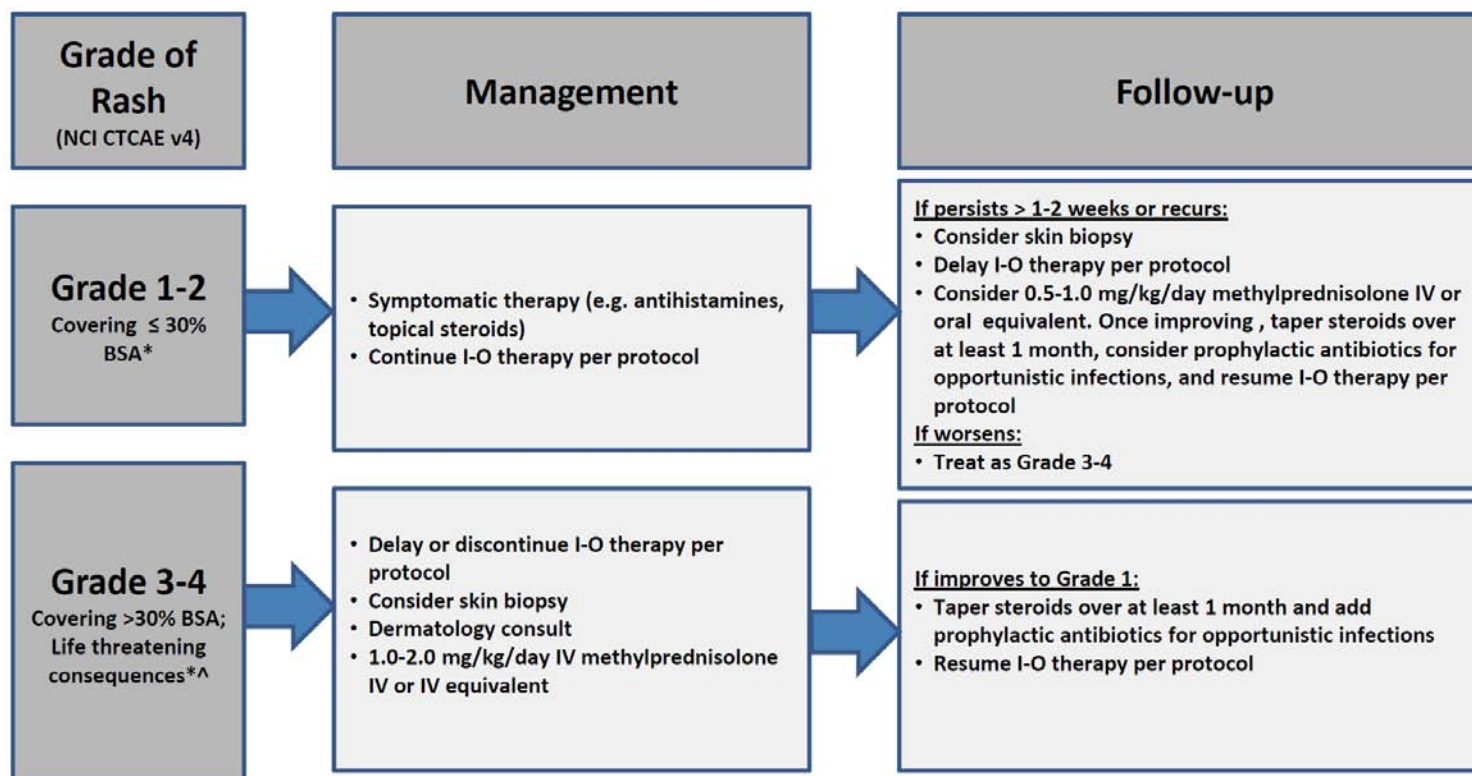 Grade of
Rash
(NCI CTCAE v4)
Management
Follow-up
Grade 1-2
Covering ≤ 30%
BSA*
• Symptomatic therapy (e.g. antihistamines,
topical steroids)
• Continue I-O therapy per protocol
If persists > 1-2 weeks or recurs:
• Consider skin biopsy
• Delay I-O therapy per protocol
• Consider 0.5-1.0 mg/kg/day methylprednisolone IV or
oral equivalent. Once improving , taper steroids over
at least 1 month, consider prophylactic antibiotics for
opportunistic infections, and resume I-O therapy per
protocol
If worsens:
• Treat as Grade 3-4
Grade 3-4
Covering >30% BSA;
Life threatening
consequences*^
• Delay or discontinue I-O therapy per
protocol
• Consider skin biopsy
• Dermatology consult
• 1.0-2.0 mg/kg/day IV methylprednisolone
IV or IV equivalent
If improves to Grade 1:
• Taper steroids over at least 1 month and add
prophylactic antibiotics for opportunistic infections
• Resume I-O therapy per protocol